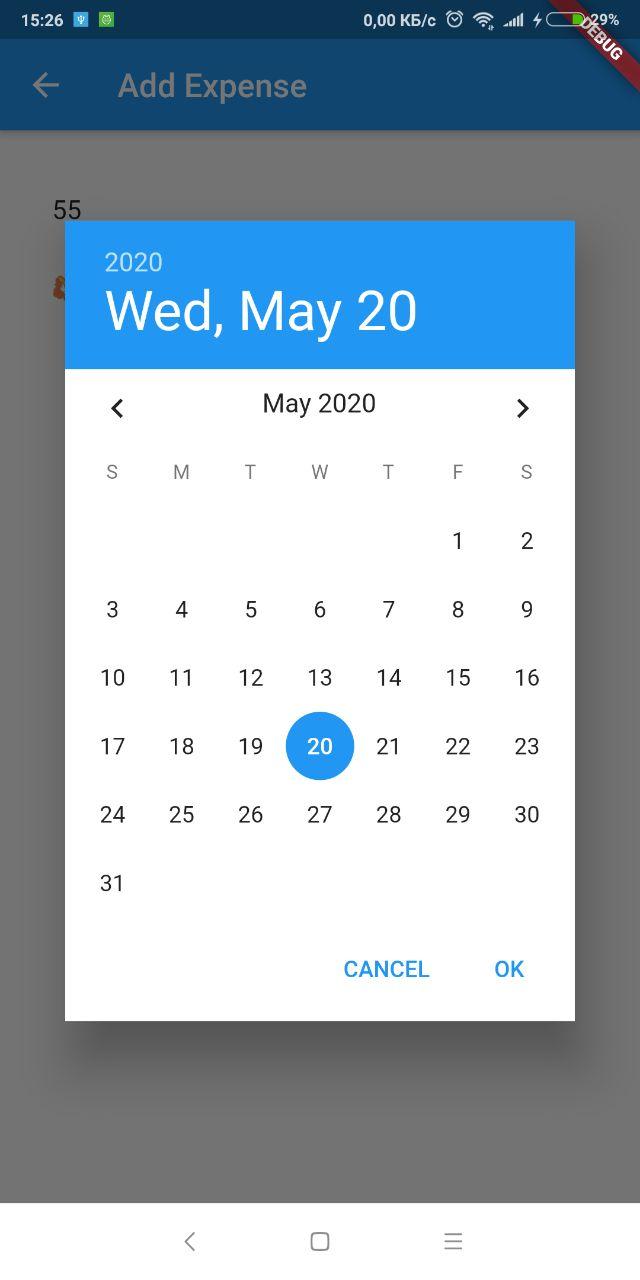 15:26 0,00 КБ/с 29%
DEBUG
Add Expense
55
2020
Wed, May 20
May 2020
S M T W T F S
1 2
3 4 5 6 7 8 9
10 11 12 13 14 15 16
17 18 19 20 21 22 23
24 25 26 27 28 29 30
31
CANCEL OK